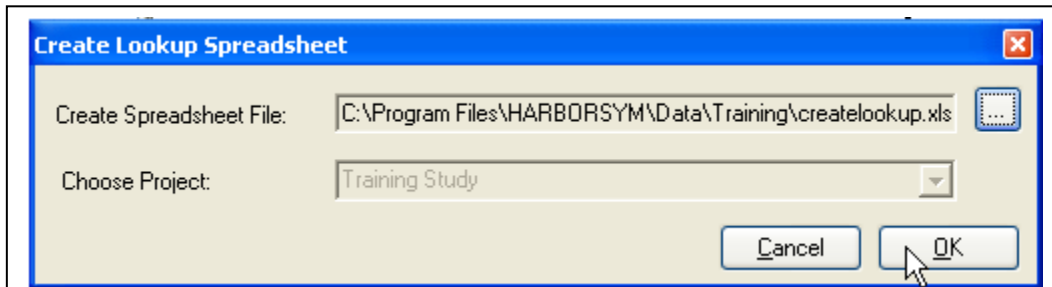 Create Lookup Spreadsheet
Create Spreadsheet File: C:\Program Files\HARBORSYM\Data\Training\createlookup.xls ...
Choose Project: Training Study
Cancel OK